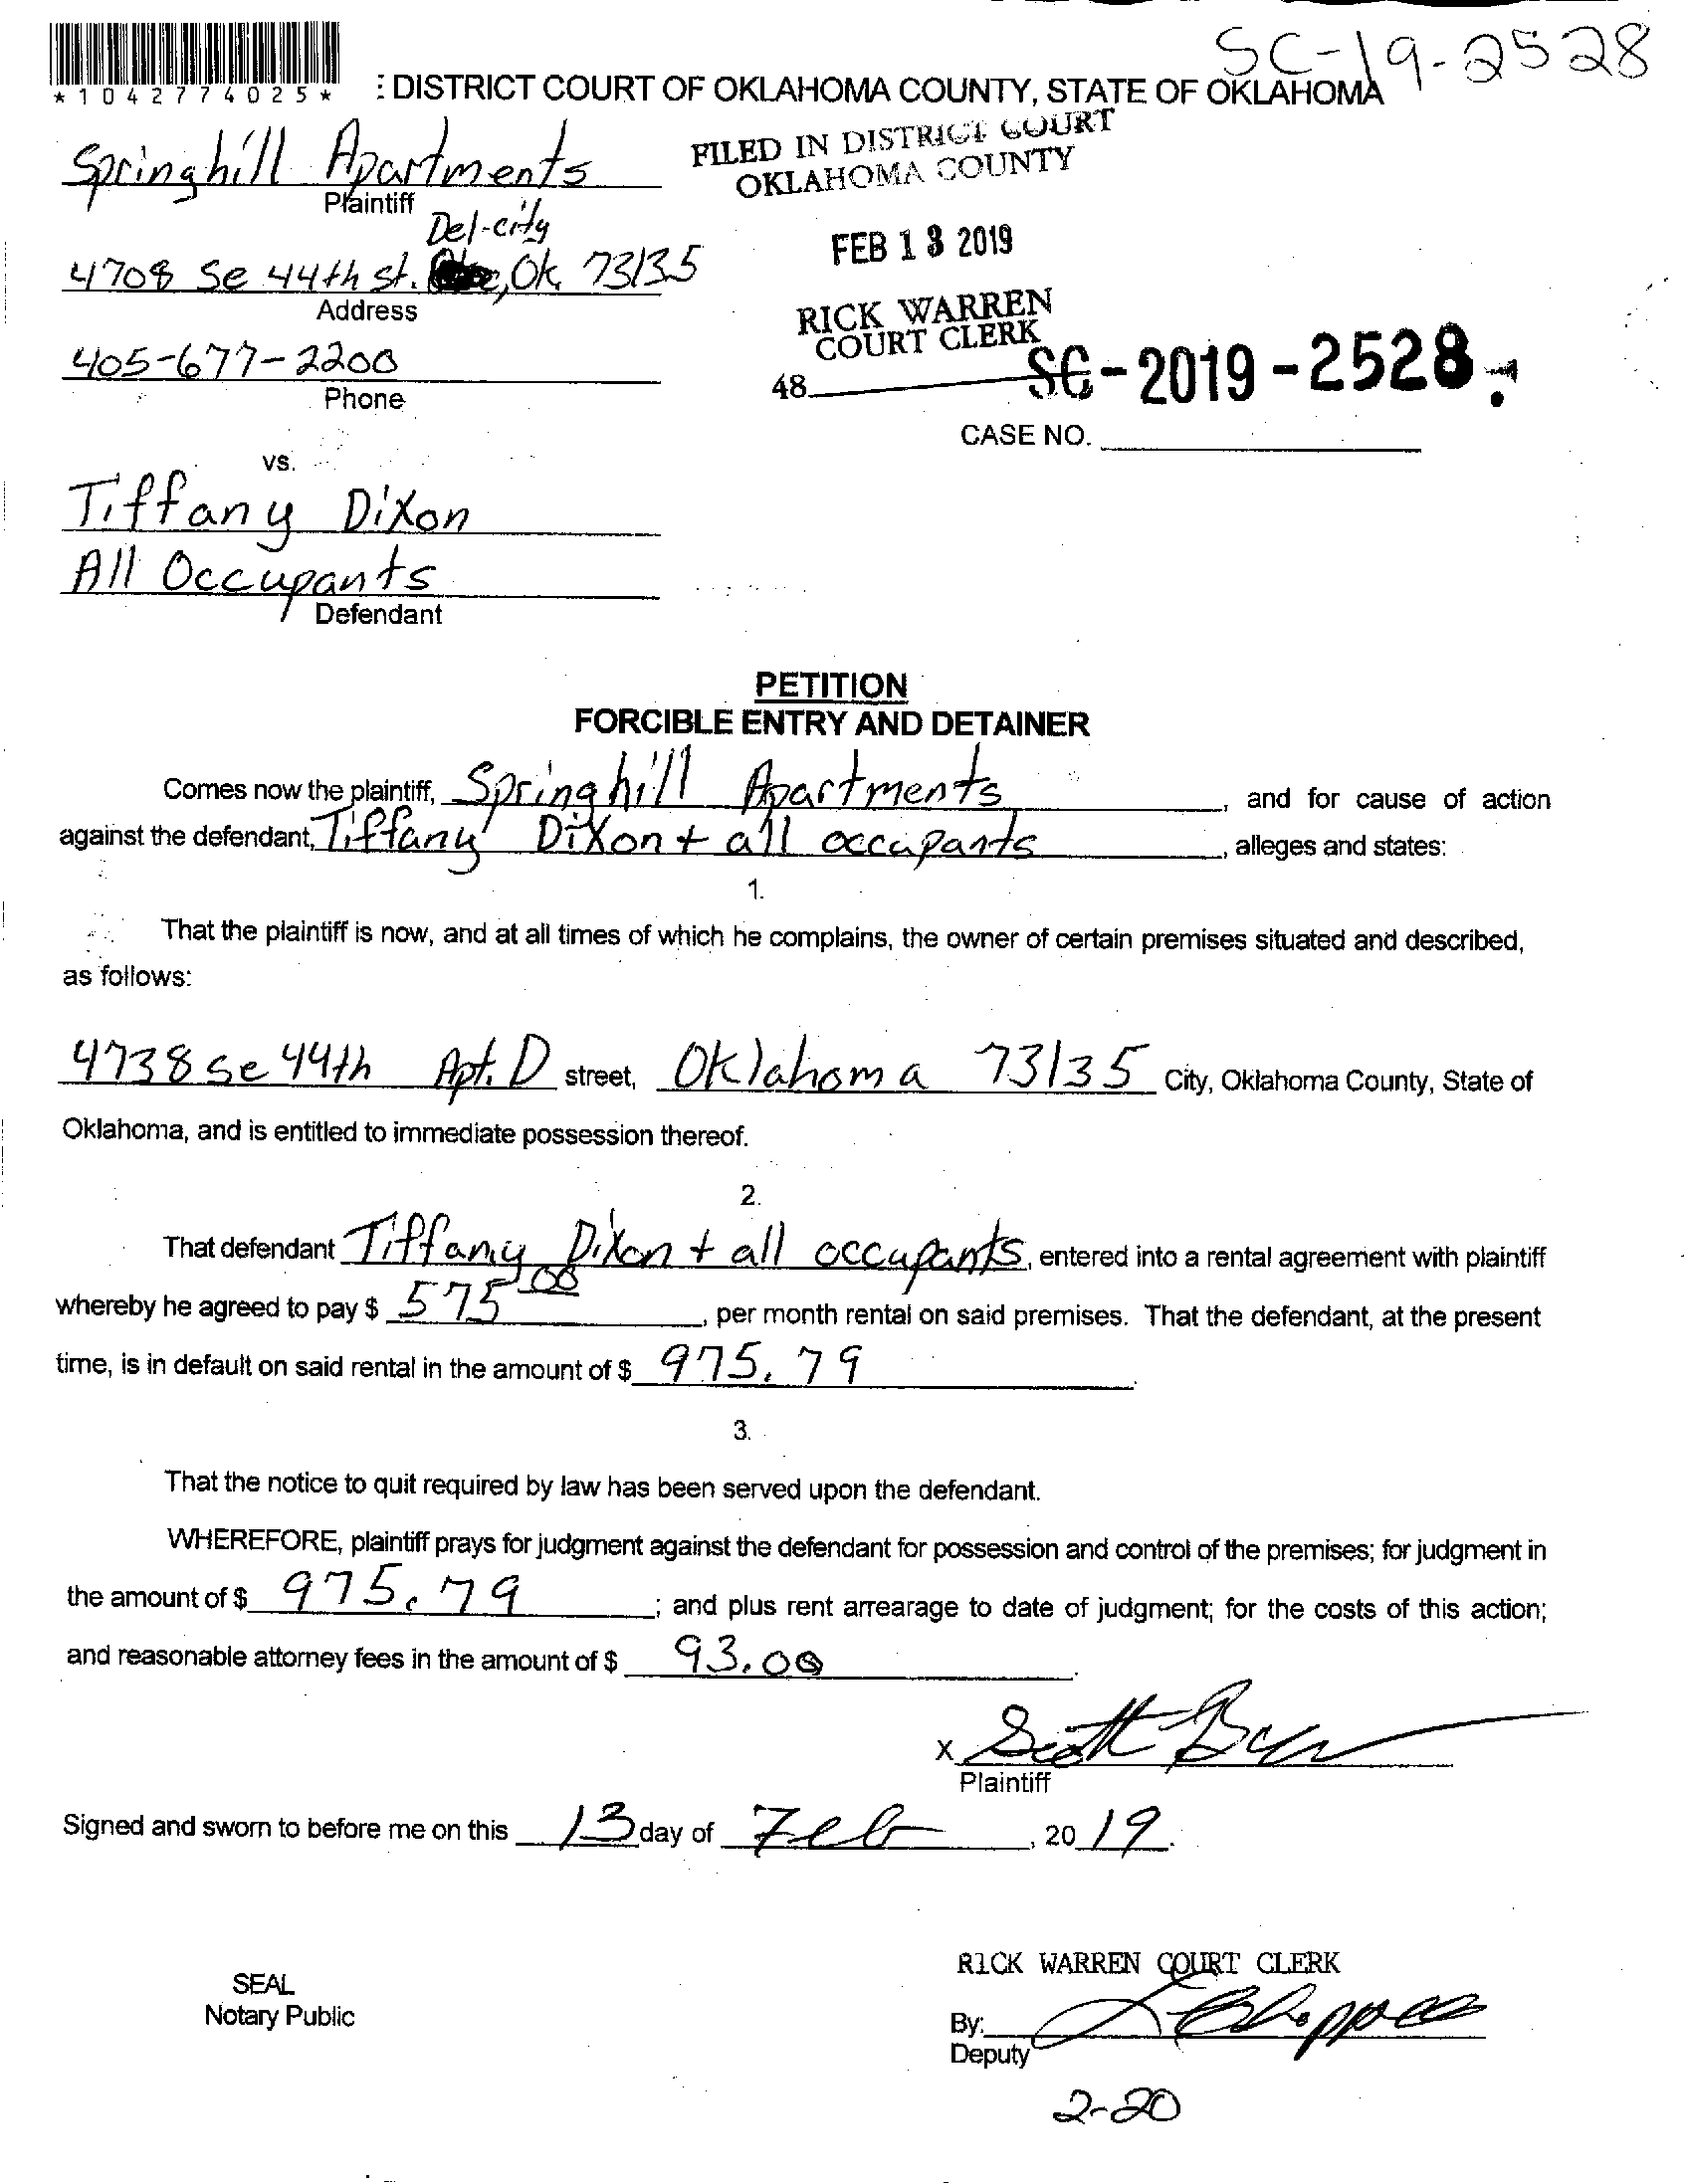 SC-19-2528
*1042774025*
: DISTRICT COURT OF OKLAHOMA COUNTY, STATE OF OKLAHOMA
Springhill Apartments
Plaintiff
FILED IN DISTRICT COURT
OKLAHOMA COUNTY
Del-city
4708 Se 44th st. , Ok 73135
Address
FEB 13 2019
405-677-2200
Phone
RICK WARREN
COURT CLERK
48
SC-2019-2528
CASE NO.
vs.
Tiffany Dixon
All Occupants
Defendant
PETITION
FORCIBLE ENTRY AND DETAINER
Comes now the plaintiff, Springhill Apartments, and for cause of action
against the defendant, Tiffany Dixon + all occupants, alleges and states:
1.
That the plaintiff is now, and at all times of which he complains, the owner of certain premises situated and described,
as follows:
4738 se 44th Apt. D street, Oklahoma 73135 City, Oklahoma County, State of
Oklahoma, and is entitled to immediate possession thereof.
2.
That defendant Tiffany Dixon + all occupants, entered into a rental agreement with plaintiff
whereby he agreed to pay $ 575 00, per month rental on said premises. That the defendant, at the present
time, is in default on said rental in the amount of $ 975.79.
3.
That the notice to quit required by law has been served upon the defendant.
WHEREFORE, plaintiff prays for judgment against the defendant for possession and control of the premises; for judgment in
the amount of $ 975.79; and plus rent arrearage to date of judgment; for the costs of this action;
and reasonable attorney fees in the amount of $ 93.00.
x Scott
Plaintiff
Signed and sworn to before me on this 13 day of Feb, 2019.
SEAL
Notary Public
RICK WARREN COURT CLERK
By:
Deputy
2-20